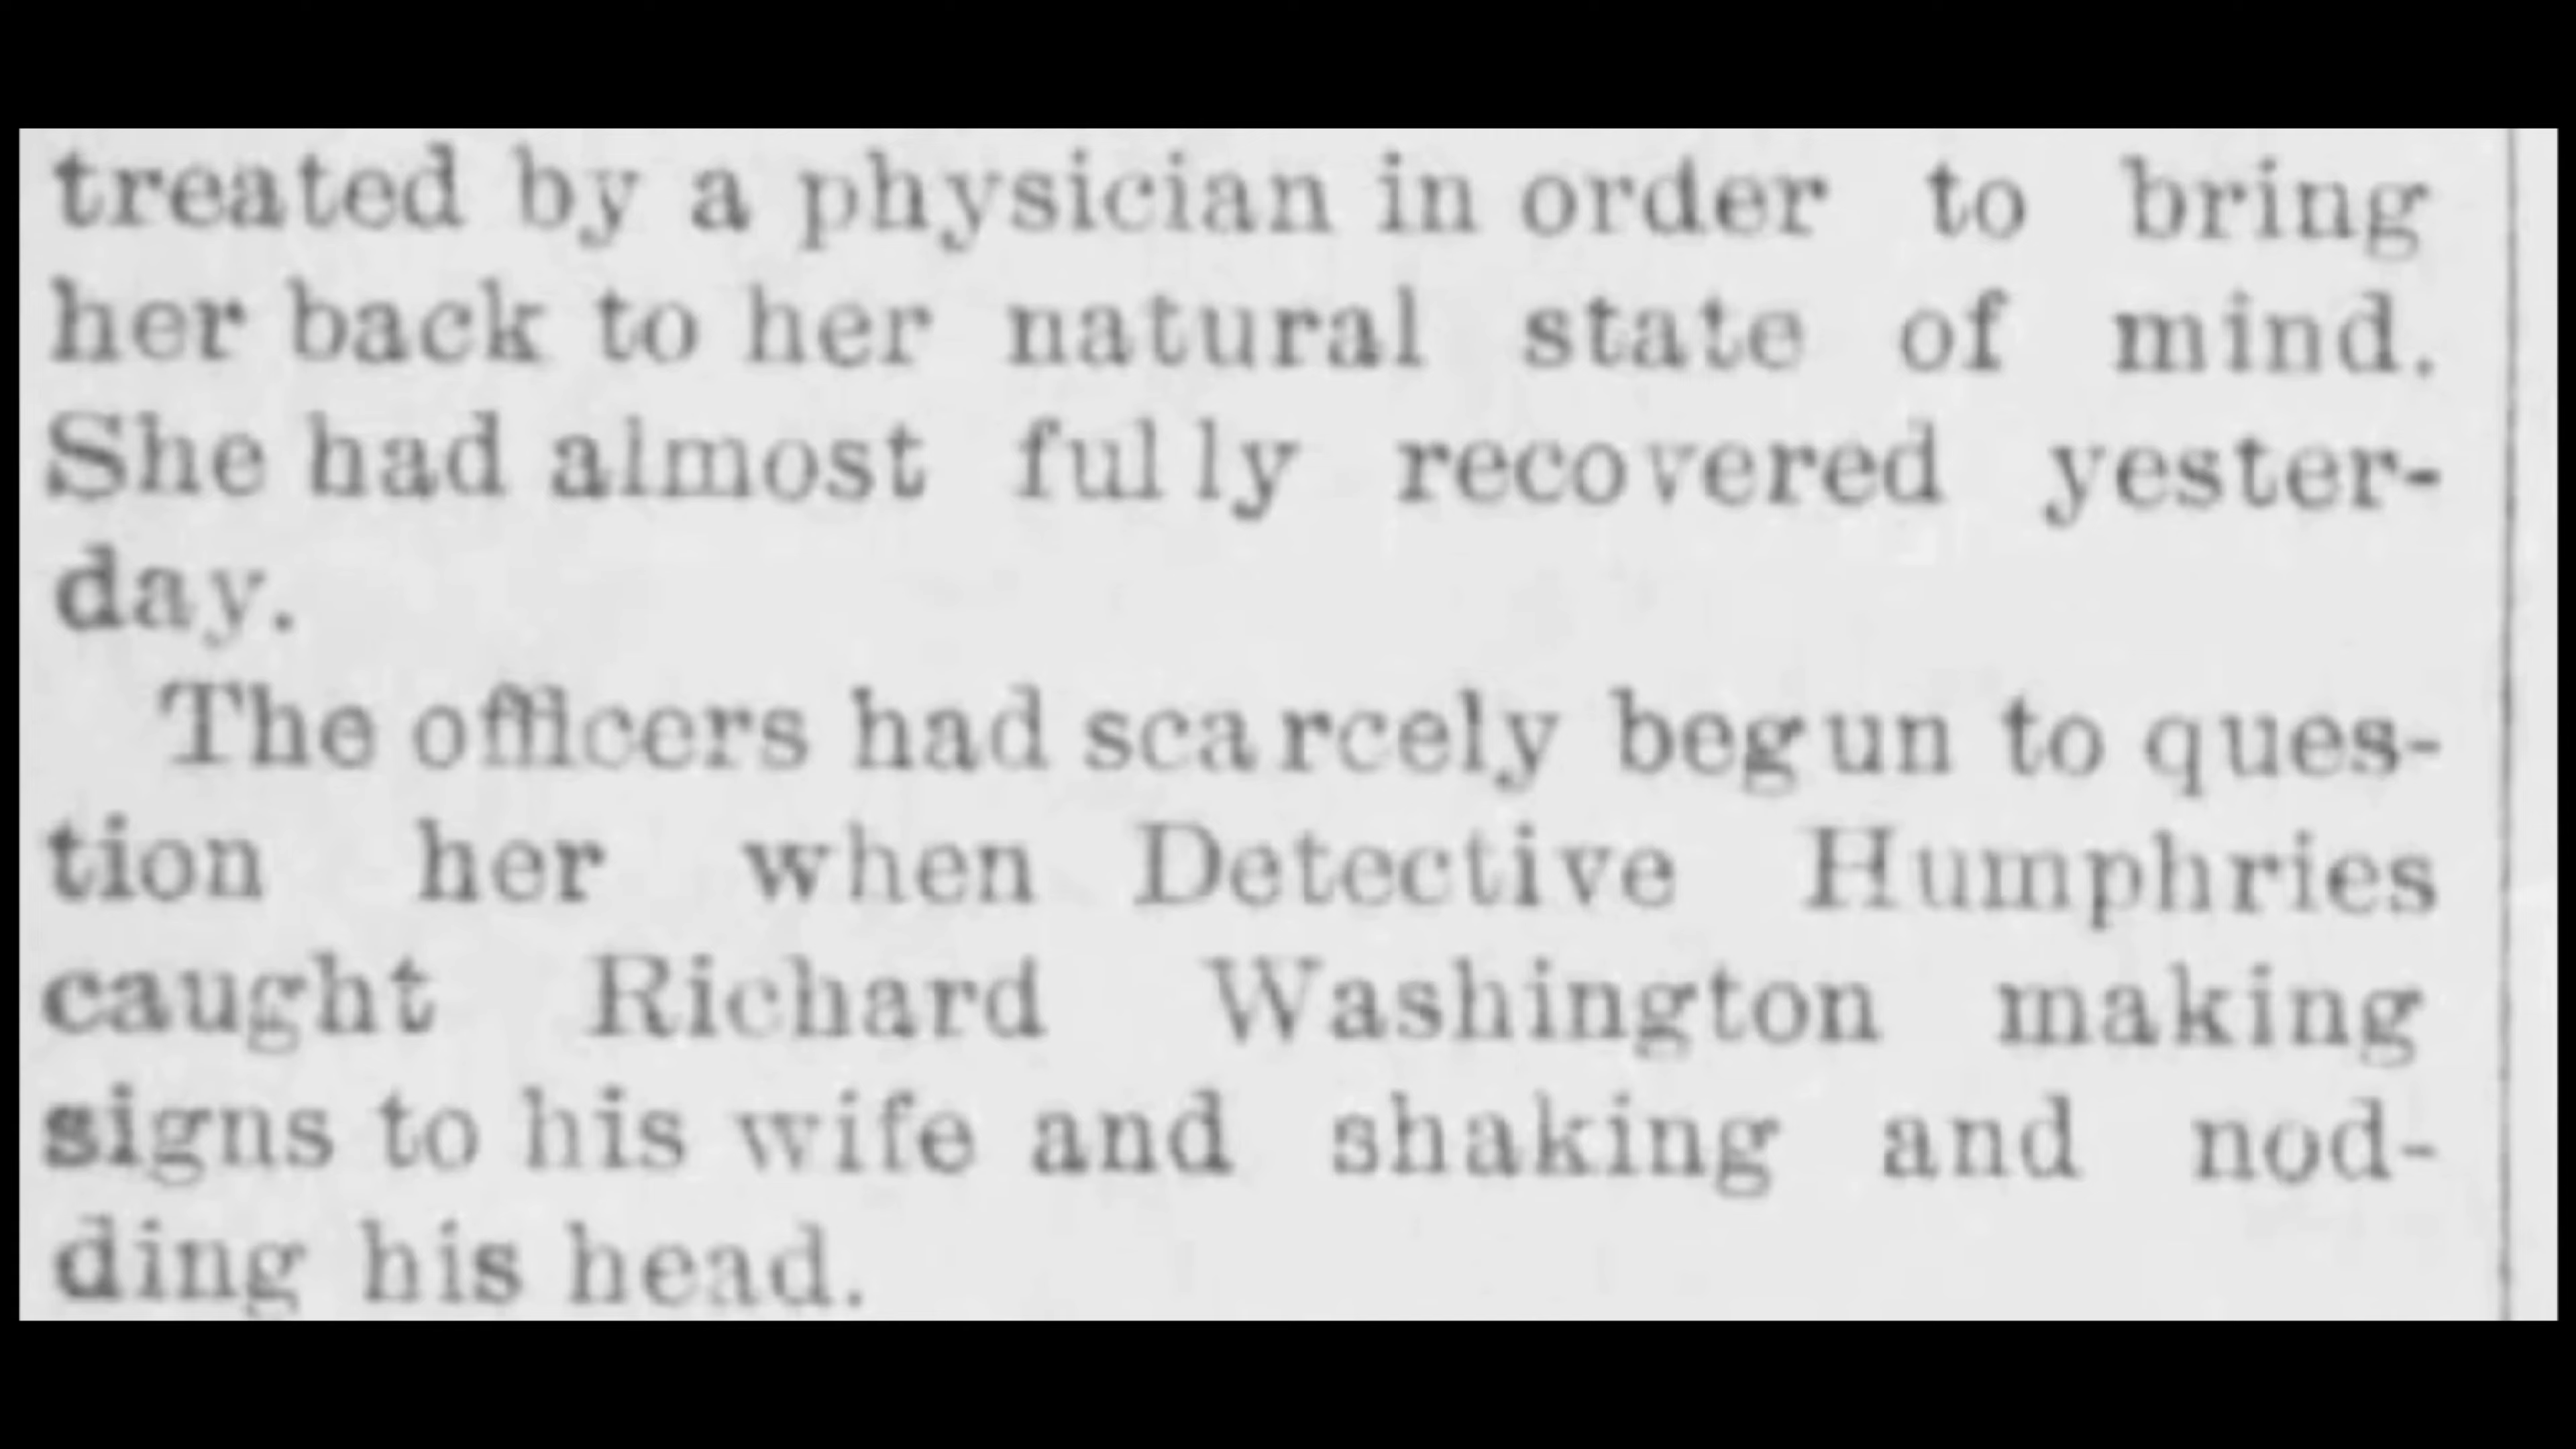 treated by a physician in order to bring
her back to her natural state of mind.
She had almost fully recovered yester-
day.
The officers had scarcely begun to ques-
tion her when Detective Humphries
caught Richard Washington making
signs to his wife and shaking and nod-
ding his head.